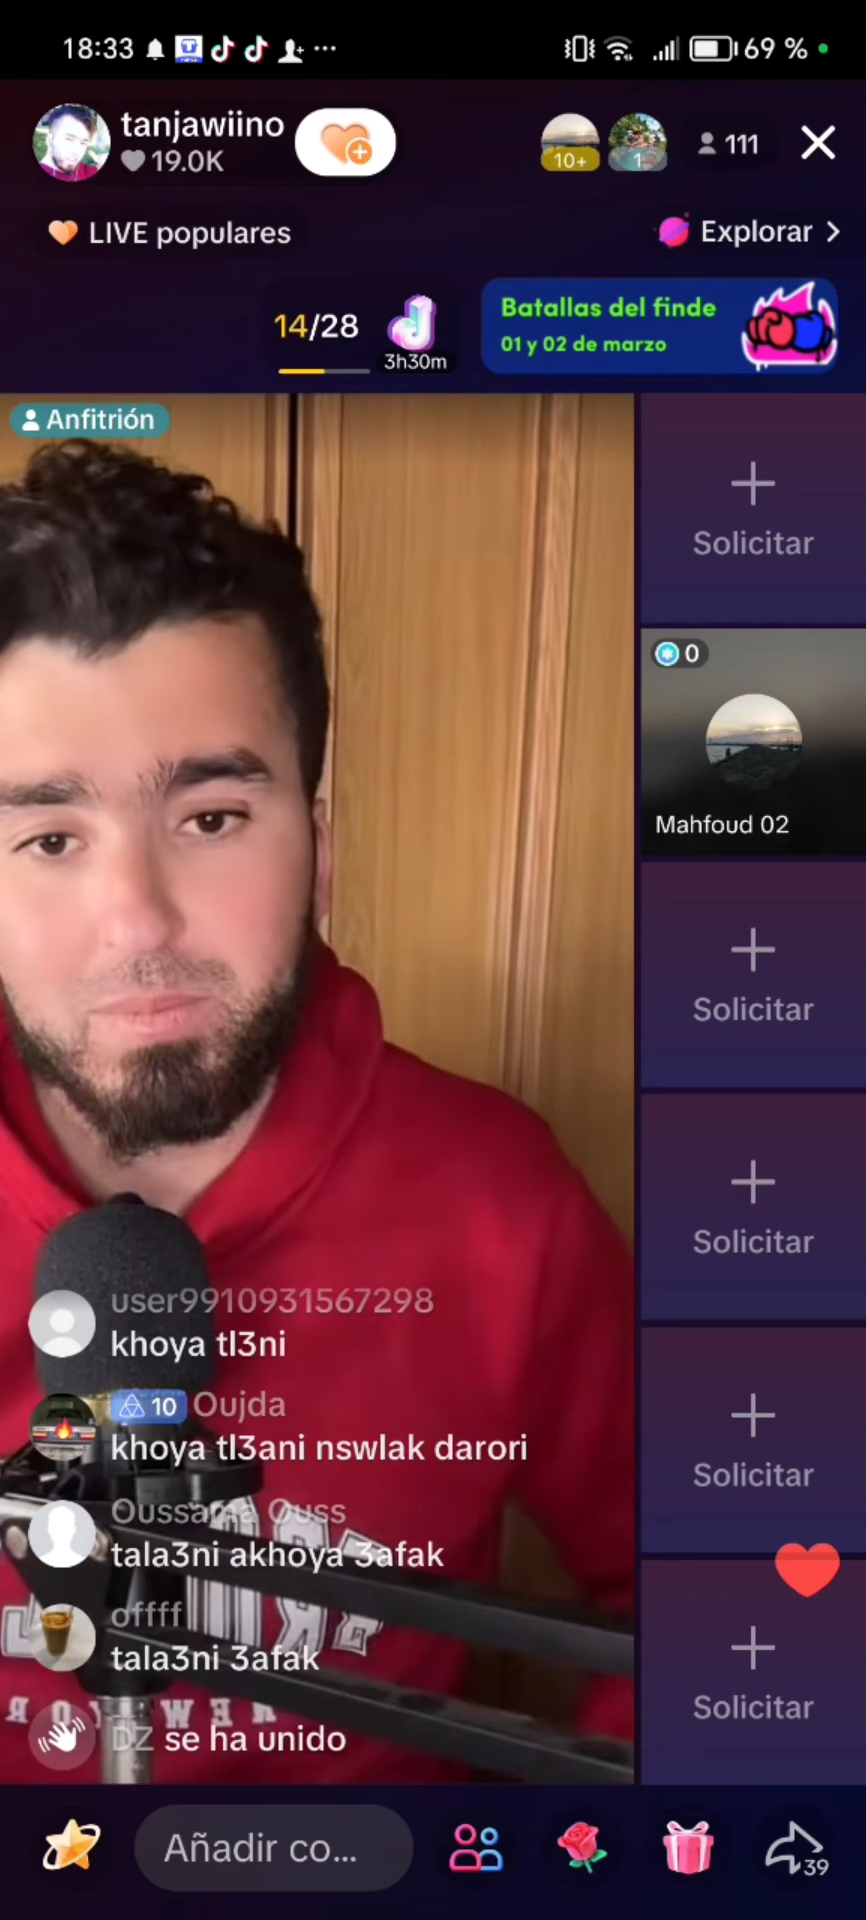 18:33
69 %
tanjawiino
19.0K
10+
1
111
LIVE populares
Explorar
14/28
3h30m
Batallas del finde
01 y 02 de marzo
Anfitrión
Solicitar
0
Mahfoud 02
Solicitar
Solicitar
Solicitar
Solicitar
user9910931567298
khoya tl3ni
10 Oujda
khoya tl3ani nswlak darori
Oussama Ouss
tala3ni akhoya 3afak
offff
tala3ni 3afak
DZ se ha unido
Añadir co...
39